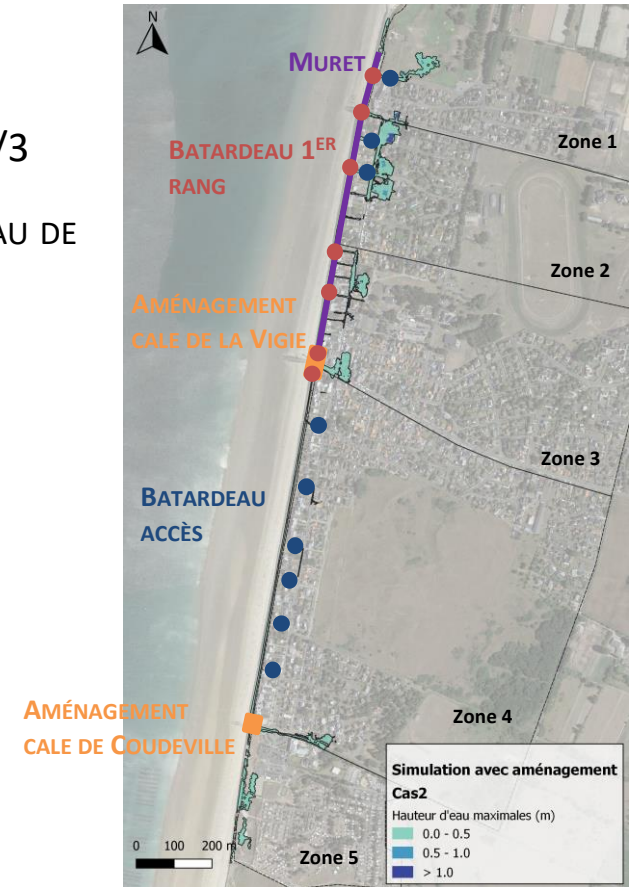 N
MURET
/3
BATARDEAU 1ER
RANG
Zone 1
AU DE
Zone 2
AMÉNAGEMENT
CALE DE LA VIGIE
Zone 3
BATARDEAU
ACCÈS
AMÉNAGEMENT
CALE DE COUDEVILLE
Zone 4
Simulation avec aménagement
Cas2
Hauteur d'eau maximales (m)
0.0 - 0.5
0.5 - 1.0
> 1.0
0 100 200 m
Zone 5